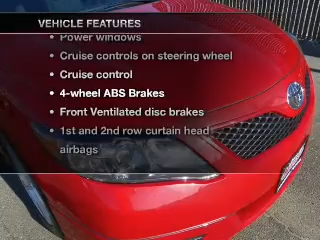 VEHICLE FEATURES
• Power windows
• Cruise controls on steering wheel
• Cruise control
• 4-wheel ABS Brakes
• Front Ventilated disc brakes
• 1st and 2nd row curtain head
airbags